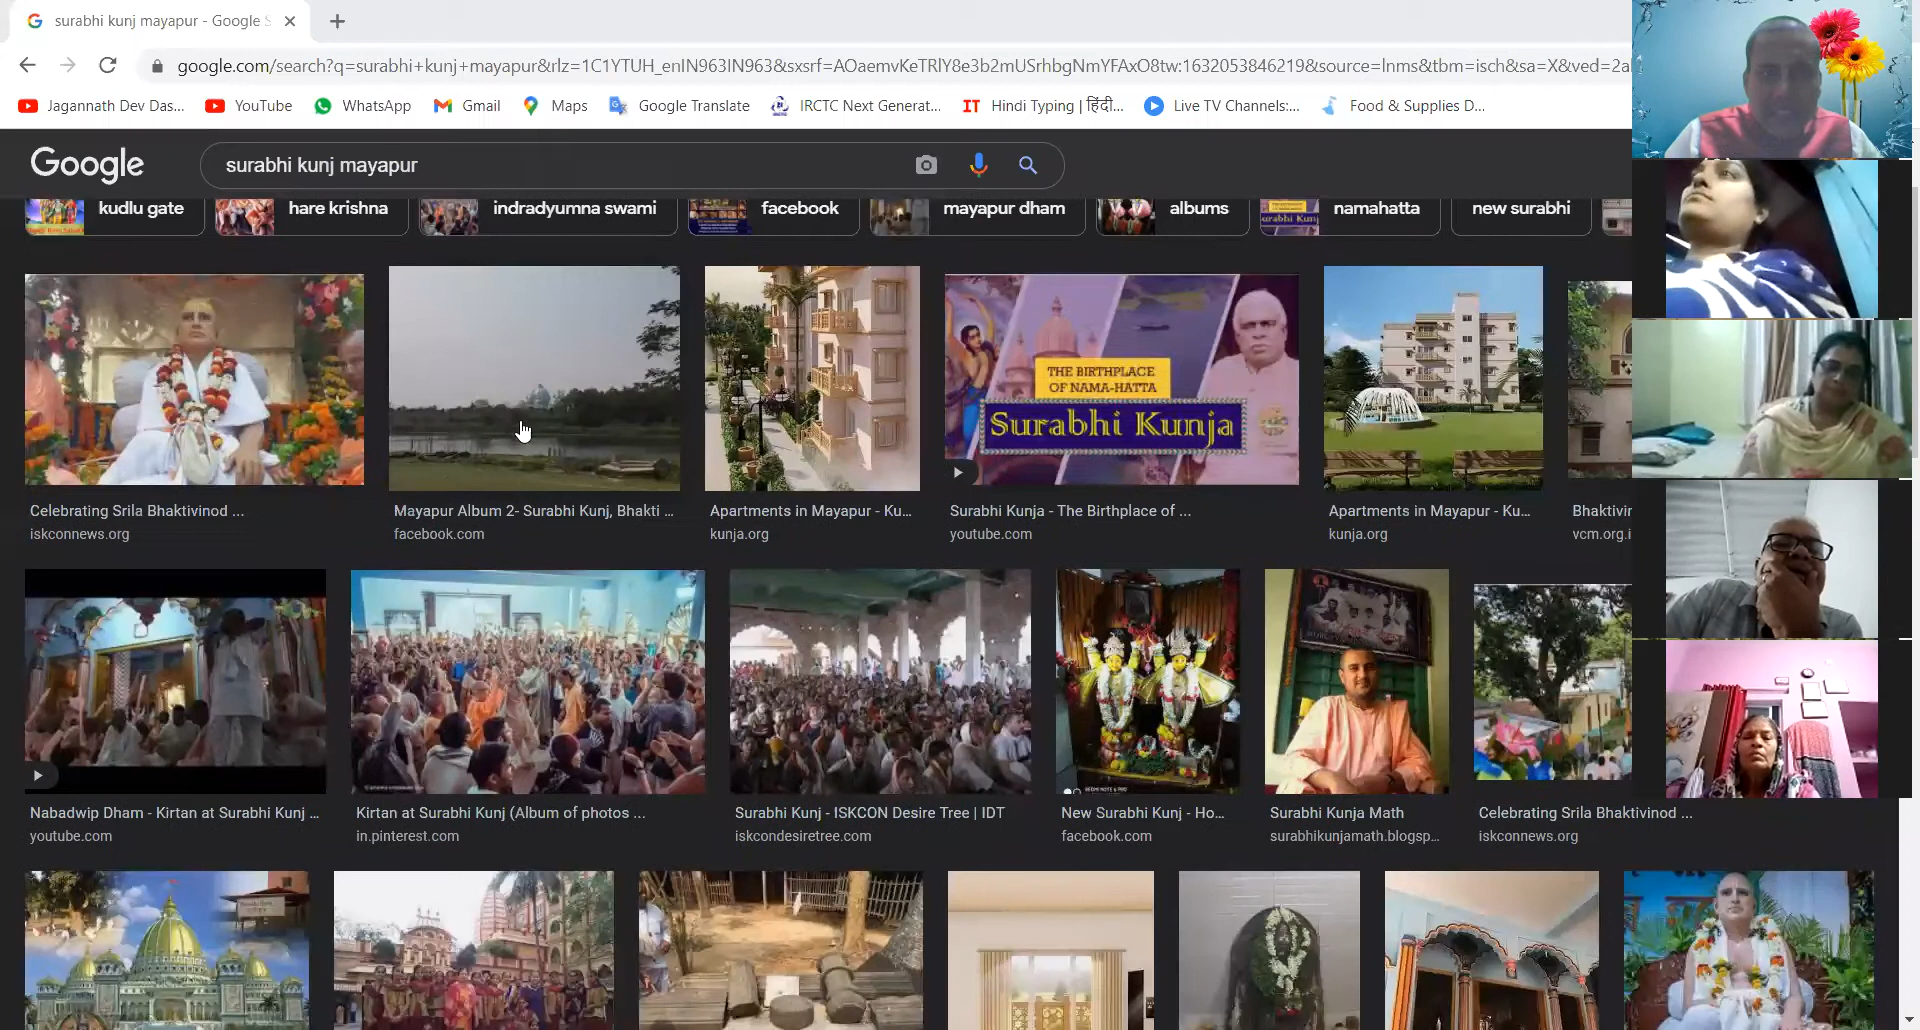 surabhi kunj mayapur - Google S
google.com/search?q=surabhi+kunj+mayapur&rlz=1C1YTUH_enIN963IN963&sxsrf=AOaemvKeTRlY8e3b2mUSrhbgNmYFAxO8tw:1632053846219&source=lnms&tbm=isch&sa=X&ved=2a
Jagannath Dev Das... YouTube WhatsApp Gmail Maps Google Translate IRCTC Next Generat... Hindi Typing | हिंदी... Live TV Channels:... Food & Supplies D...
Google surabhi kunj mayapur
kudlu gate hare krishna indradyumna swami facebook mayapur dham albums namahatta new surabhi
THE BIRTHPLACE
OF NAMA-HATTA
Surabhi Kunja
Celebrating Srila Bhaktivinod ... Mayapur Album 2- Surabhi Kunj, Bhakti ... Apartments in Mayapur - Ku... Surabhi Kunja - The Birthplace of ... Apartments in Mayapur - Ku... Bhaktivin
iskconnews.org facebook.com kunja.org youtube.com kunja.org vcm.org.i
Nabadwip Dham - Kirtan at Surabhi Kunj ... Kirtan at Surabhi Kunj (Album of photos ... Surabhi Kunj - ISKCON Desire Tree | IDT New Surabhi Kunj - Ho... Surabhi Kunja Math Celebrating Srila Bhaktivinod ...
youtube.com in.pinterest.com iskcondesiretree.com facebook.com surabhikunjamath.blogsp... iskconnews.org